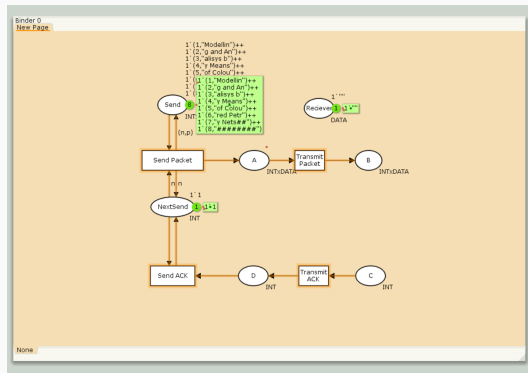 Binder 0
New Page
1`(1,"Modellin")++
1`(2,"g and An")++
1`(3,"alisys b")++
1`(4,"y Means")++
1`(5,"of Colou")++
1`(1,"Modellin")++
1`(2,"g and An")++
1`(3,"alisys b")++
1`(4,"y Means")++
1`(5,"of Colou")++
1`(6,"red Petr")++
1`(7,"y Nets##")++
1`(8,"########")
Send
8
INT
1`""
Reciever
1
1`""
DATA
(n,p)
Send Packet
A
INTxDATA
Transmit
Packet
B
INTxDATA
n n
1`1
NextSend
1
1`1
INT
Send ACK
D
INT
Transmit
ACK
C
INT
None